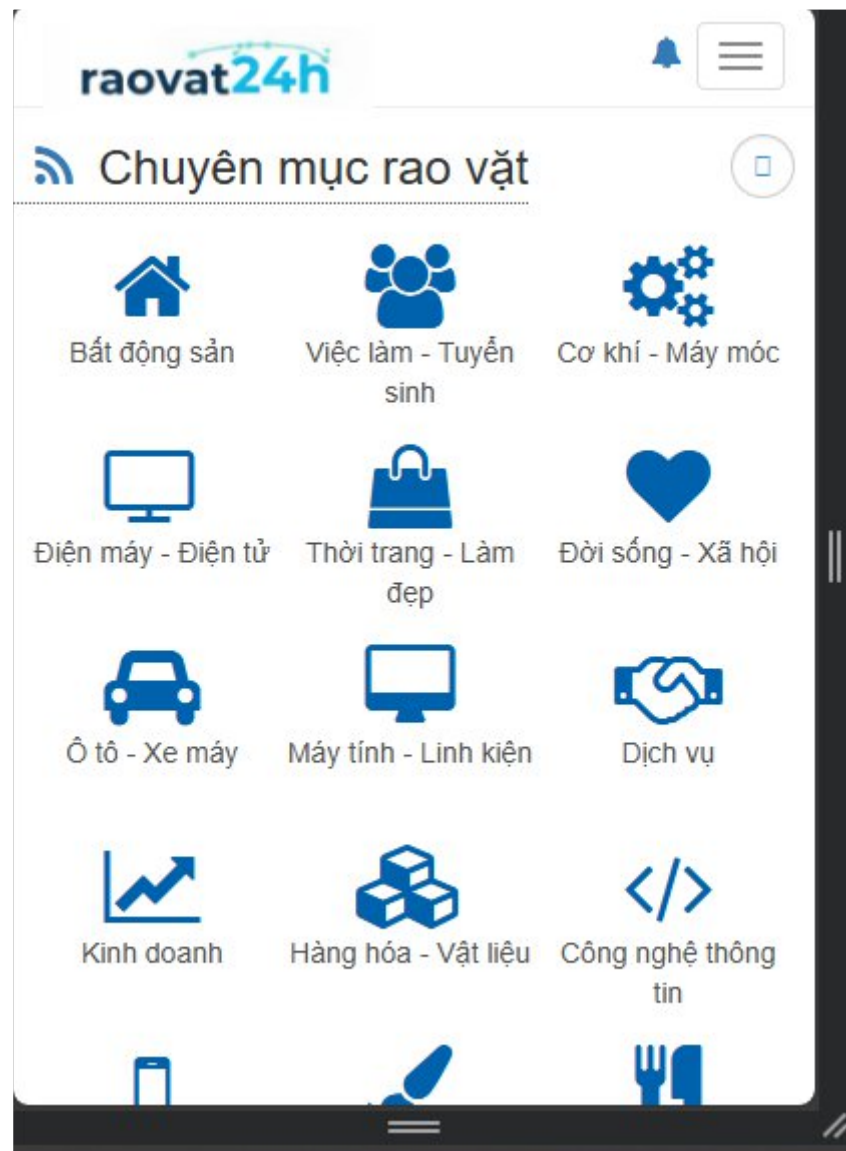 raovat24h
Chuyên mục rao vặt
Bất động sản
Việc làm - Tuyển
sinh
Cơ khí - Máy móc
Điện máy - Điện tử
Thời trang - Làm
đẹp
Đời sống - Xã hội
Ô tô - Xe máy
Máy tính - Linh kiện
Dịch vụ
Kinh doanh
Hàng hóa - Vật liệu
Công nghệ thông
tin